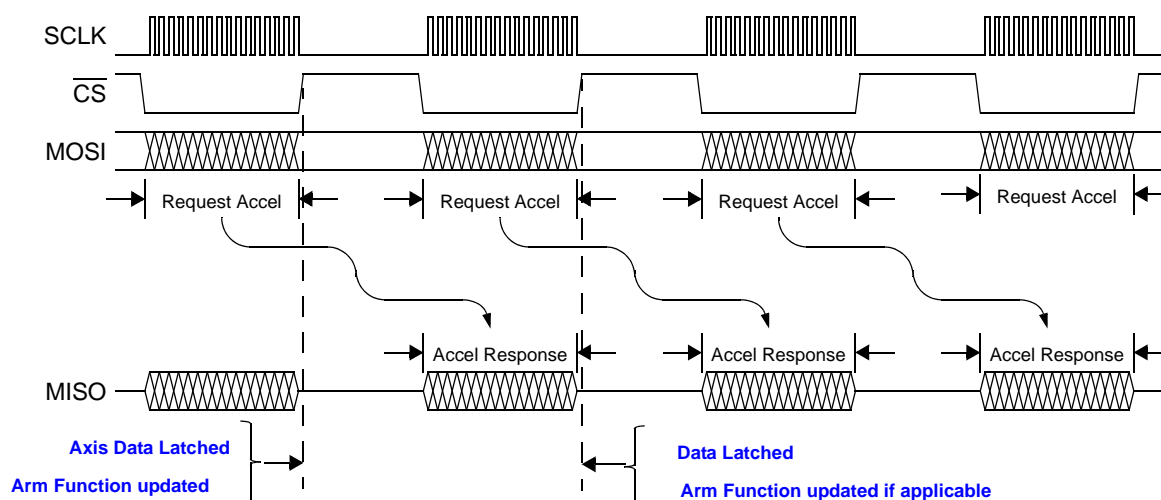 SCLK
CS
MOSI
Request Accel
Request Accel
Request Accel
Request Accel
Accel Response
Accel Response
Accel Response
MISO
Axis Data Latched
Arm Function updated
Data Latched
Arm Function updated if applicable